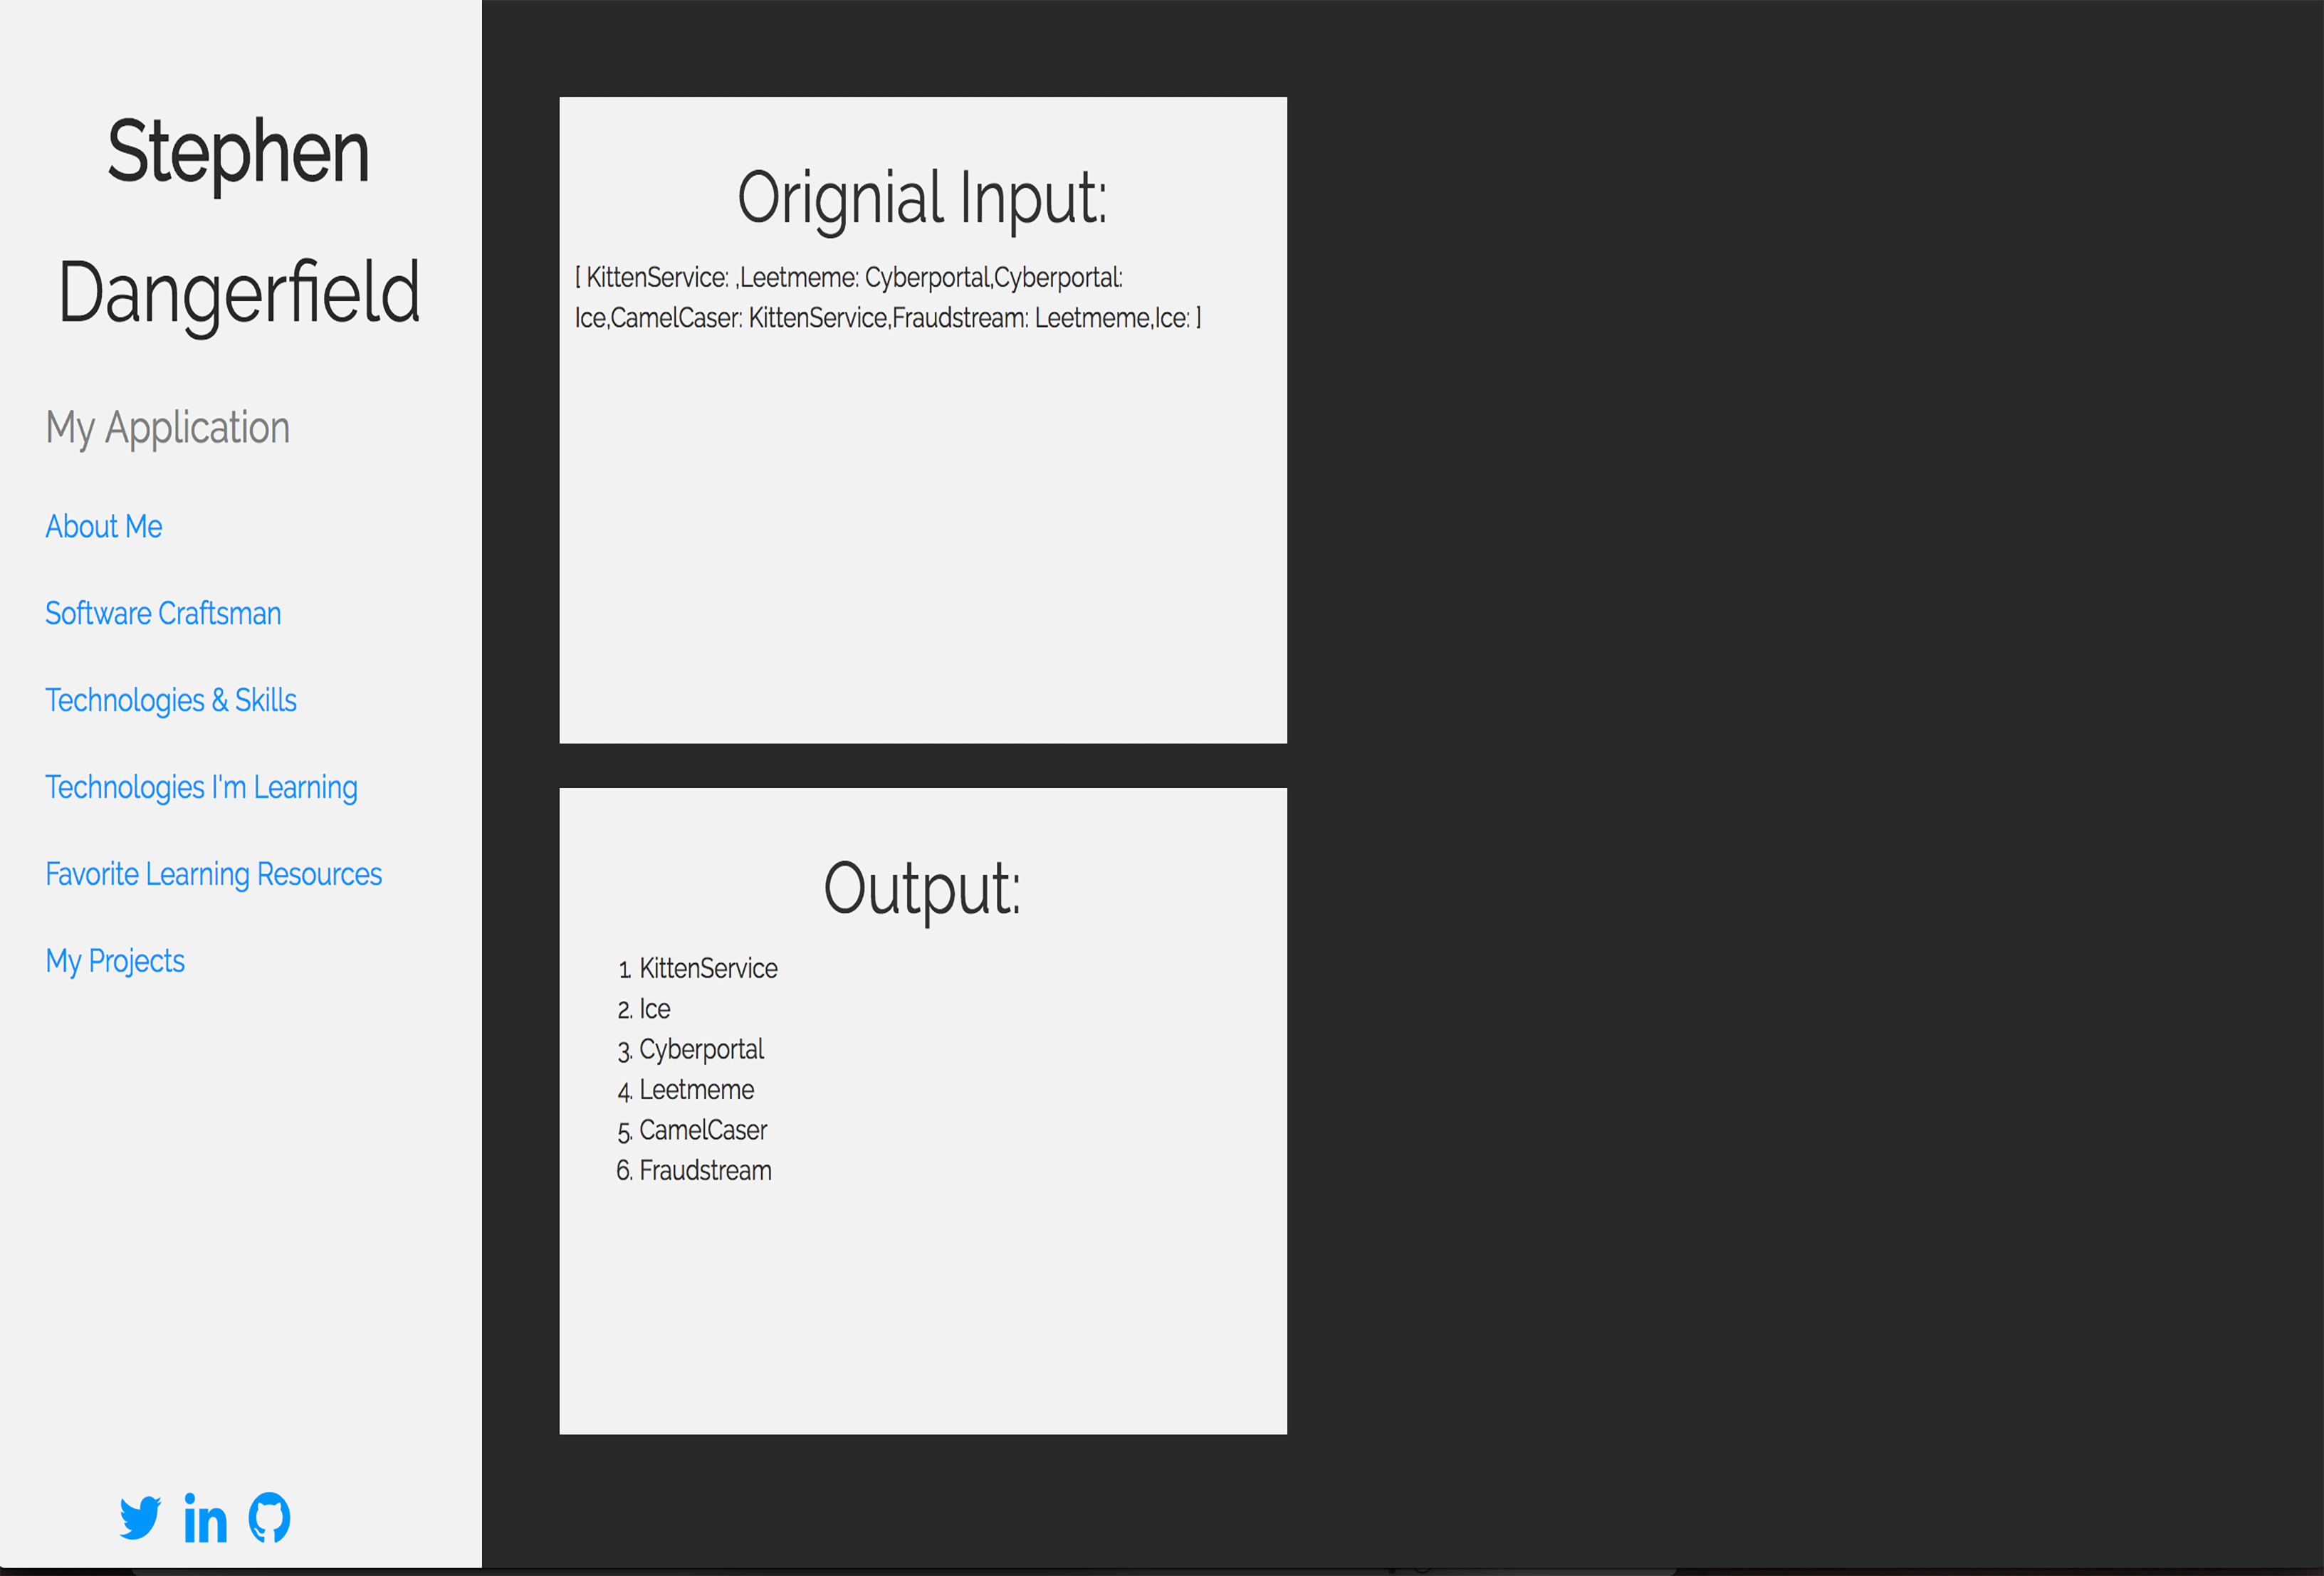 Stephen
Dangerfield
My Application
About Me
Software Craftsman
Technologies & Skills
Technologies I'm Learning
Favorite Learning Resources
My Projects
Orignial Input:
[ KittenService: ,Leetmeme: Cyberportal,Cyberportal:
Ice,CamelCaser: KittenService,Fraudstream: Leetmeme,Ice: ]
Output:
1. KittenService
2. Ice
3. Cyberportal
4. Leetmeme
5. CamelCaser
6. Fraudstream